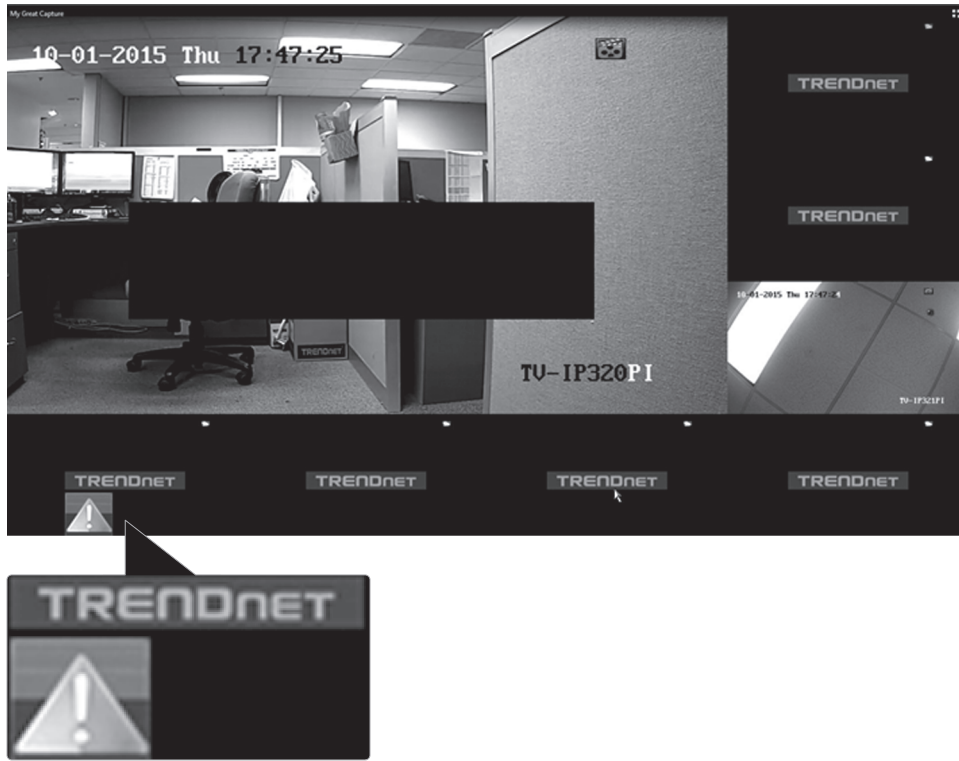 My Great Capture
10-01-2015 Thu 17:47:25
TRENDNET
TRENDNET
10-01-2015 Thu 17:47:2
TRENDNET
TV-IP320PI
TV-IP321PI
TRENDNET
TRENDNET
TRENDNET
TRENDNET
TRENDNET